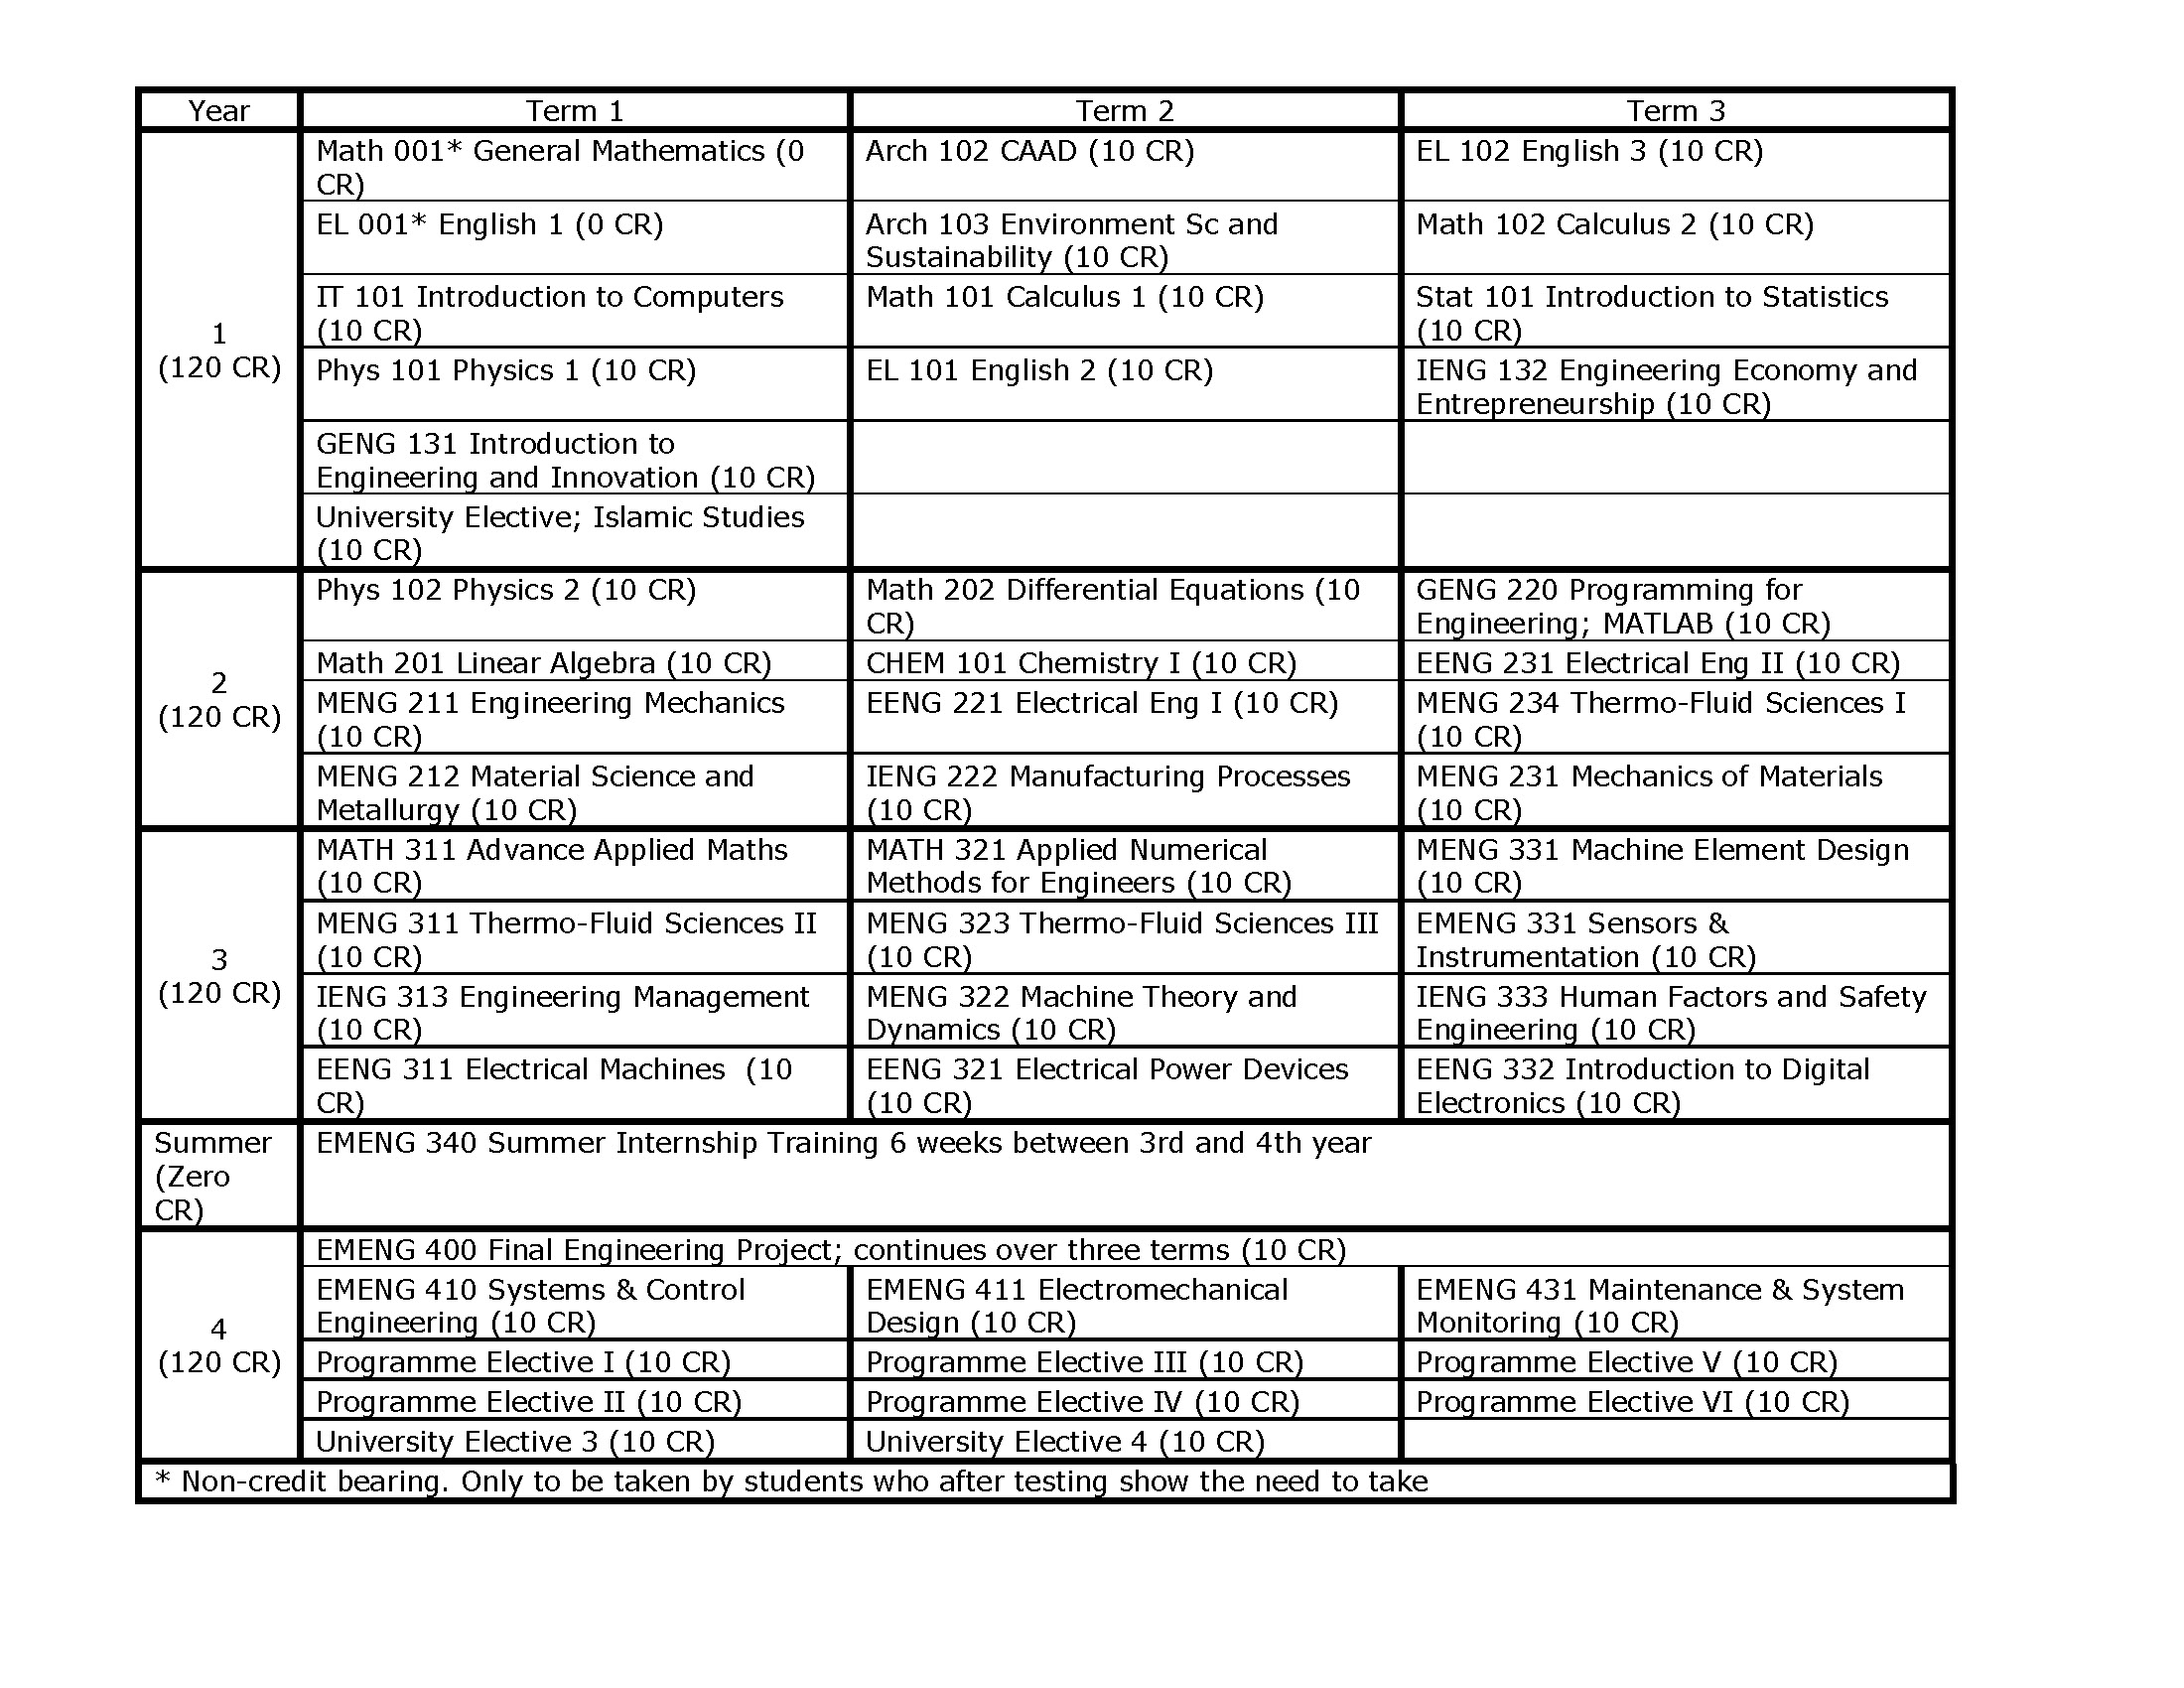 Year Term 1 Term 2 Term 3
1
(120 CR)
Math 001* General Mathematics (0
CR)
Arch 102 CAAD (10 CR)
EL 102 English 3 (10 CR)
EL 001* English 1 (0 CR)
Arch 103 Environment Sc and
Sustainability (10 CR)
Math 102 Calculus 2 (10 CR)
IT 101 Introduction to Computers
(10 CR)
Math 101 Calculus 1 (10 CR)
Stat 101 Introduction to Statistics
(10 CR)
Phys 101 Physics 1 (10 CR)
EL 101 English 2 (10 CR)
IENG 132 Engineering Economy and
Entrepreneurship (10 CR)
GENG 131 Introduction to
Engineering and Innovation (10 CR)
University Elective; Islamic Studies
(10 CR)
2
(120 CR)
Phys 102 Physics 2 (10 CR)
Math 202 Differential Equations (10
CR)
GENG 220 Programming for
Engineering; MATLAB (10 CR)
Math 201 Linear Algebra (10 CR)
CHEM 101 Chemistry I (10 CR)
EENG 231 Electrical Eng II (10 CR)
MENG 211 Engineering Mechanics
(10 CR)
EENG 221 Electrical Eng I (10 CR)
MENG 234 Thermo-Fluid Sciences I
(10 CR)
MENG 212 Material Science and
Metallurgy (10 CR)
IENG 222 Manufacturing Processes
(10 CR)
MENG 231 Mechanics of Materials
(10 CR)
3
(120 CR)
MATH 311 Advance Applied Maths
(10 CR)
MATH 321 Applied Numerical
Methods for Engineers (10 CR)
MENG 331 Machine Element Design
(10 CR)
MENG 311 Thermo-Fluid Sciences II
(10 CR)
MENG 323 Thermo-Fluid Sciences III
(10 CR)
EMENG 331 Sensors &
Instrumentation (10 CR)
IENG 313 Engineering Management
(10 CR)
MENG 322 Machine Theory and
Dynamics (10 CR)
IENG 333 Human Factors and Safety
Engineering (10 CR)
EENG 311 Electrical Machines (10
CR)
EENG 321 Electrical Power Devices
(10 CR)
EENG 332 Introduction to Digital
Electronics (10 CR)
Summer
(Zero
CR)
EMENG 340 Summer Internship Training 6 weeks between 3rd and 4th year
4
(120 CR)
EMENG 400 Final Engineering Project; continues over three terms (10 CR)
EMENG 410 Systems & Control
Engineering (10 CR)
EMENG 411 Electromechanical
Design (10 CR)
EMENG 431 Maintenance & System
Monitoring (10 CR)
Programme Elective I (10 CR)
Programme Elective III (10 CR)
Programme Elective V (10 CR)
Programme Elective II (10 CR)
Programme Elective IV (10 CR)
Programme Elective VI (10 CR)
University Elective 3 (10 CR)
University Elective 4 (10 CR)
* Non-credit bearing. Only to be taken by students who after testing show the need to take